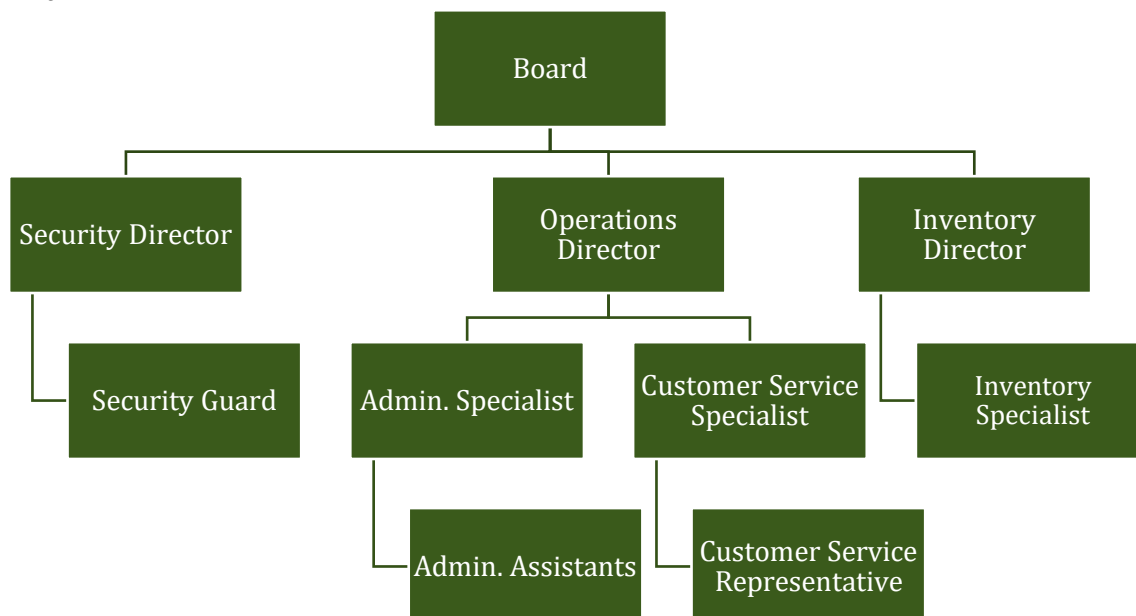 Board
Security Director
Operations
Director
Inventory
Director
Security Guard
Admin. Specialist
Customer Service
Specialist
Inventory
Specialist
Admin. Assistants
Customer Service
Representative